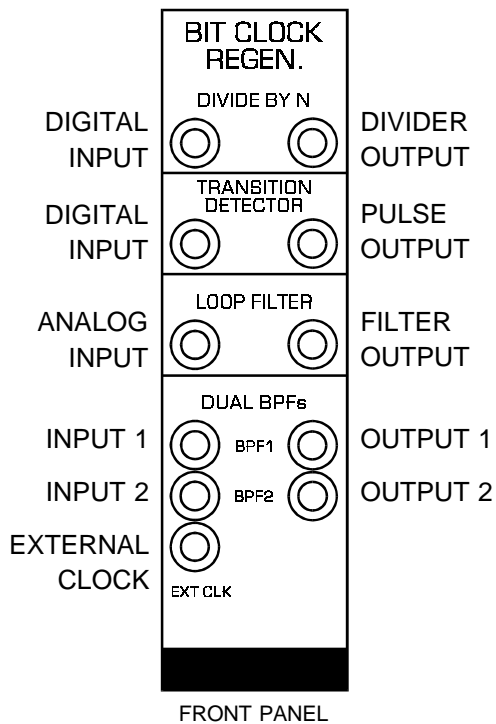 BIT CLOCK
REGEN.
DIVIDE BY N
DIGITAL
INPUT
DIVIDER
OUTPUT
TRANSITION
DETECTOR
DIGITAL
INPUT
PULSE
OUTPUT
LOOP FILTER
ANALOG
INPUT
FILTER
OUTPUT
DUAL BPFs
INPUT 1
BPF1
OUTPUT 1
INPUT 2
BPF2
OUTPUT 2
EXTERNAL
CLOCK
EXT CLK
FRONT PANEL